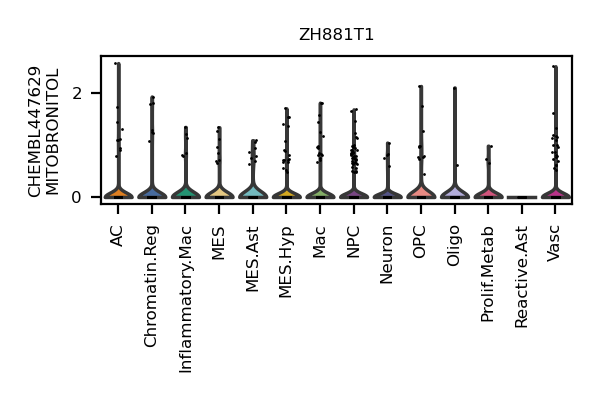 ZH881T1
CHEMBL447629
MITOBRONITOL
2
0
AC
Chromatin.Reg
Inflammatory.Mac
MES
MES.Ast
MES.Hyp
Mac
NPC
Neuron
OPC
Oligo
Prolif.Metab
Reactive.Ast
Vasc